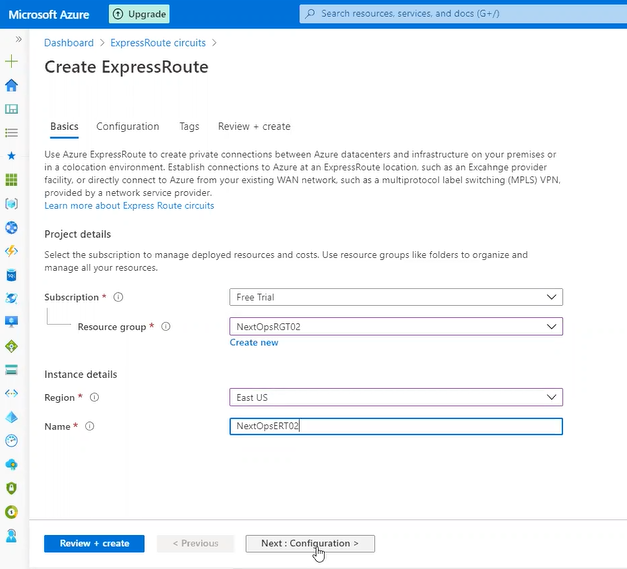 Microsoft Azure
Upgrade
Search resources, services, and docs (G+/)
Dashboard > ExpressRoute circuits >
Create ExpressRoute
Basics Configuration Tags Review + create
Use Azure ExpressRoute to create private connections between Azure datacenters and infrastructure on your premises or
in a colocation environment. Establish connections to Azure at an ExpressRoute location, such as an Excahnge provider
facility, or directly connect to Azure from your existing WAN network, such as a multiprotocol label switching (MPLS) VPN,
provided by a network service provider.
Learn more about Express Route circuits
Project details
Select the subscription to manage deployed resources and costs. Use resource groups like folders to organize and
manage all your resources.
Subscription *
Free Trial
Resource group *
NextOpsRGT02
Create new
Instance details
Region *
East US
Name *
NextOpsERT02
Review + create
< Previous
Next : Configuration >